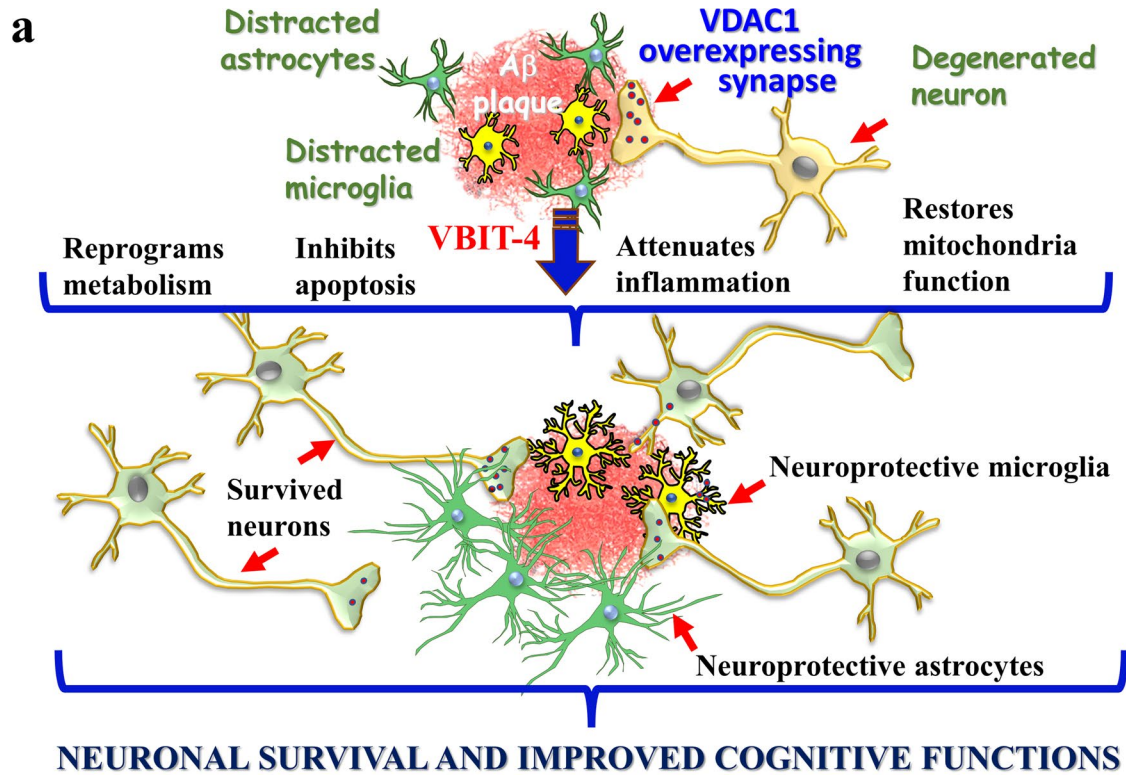 a
Distracted
astrocytes
Aβ
plaque
VDAC1
overexpressing
synapse
Degenerated
neuron
Distracted
microglia
VBIT-4
Reprograms
metabolism
Inhibits
apoptosis
Attenuates
inflammation
Restores
mitochondria
function
Survived
neurons
Neuroprotective microglia
Neuroprotective astrocytes
NEURONAL SURVIVAL AND IMPROVED COGNITIVE FUNCTIONS